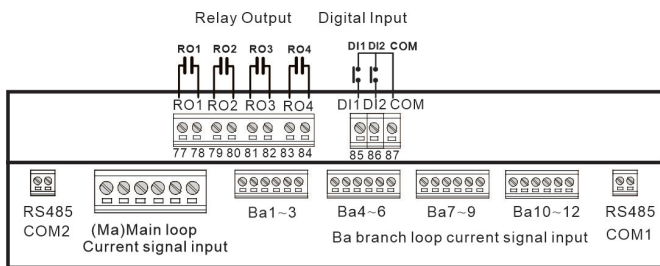 Relay Output Digital Input
RO1 RO2 RO3 RO4 DI1 DI2 COM
RO1 RO2 RO3 RO4 DI1 DI2 COM
77 78 79 80 81 82 83 84 85 86 87
RS485 COM2
(Ma)Main loop
Current signal input
Ba1~3 Ba4~6 Ba7~9 Ba10~12
Ba branch loop current signal input
RS485
COM1